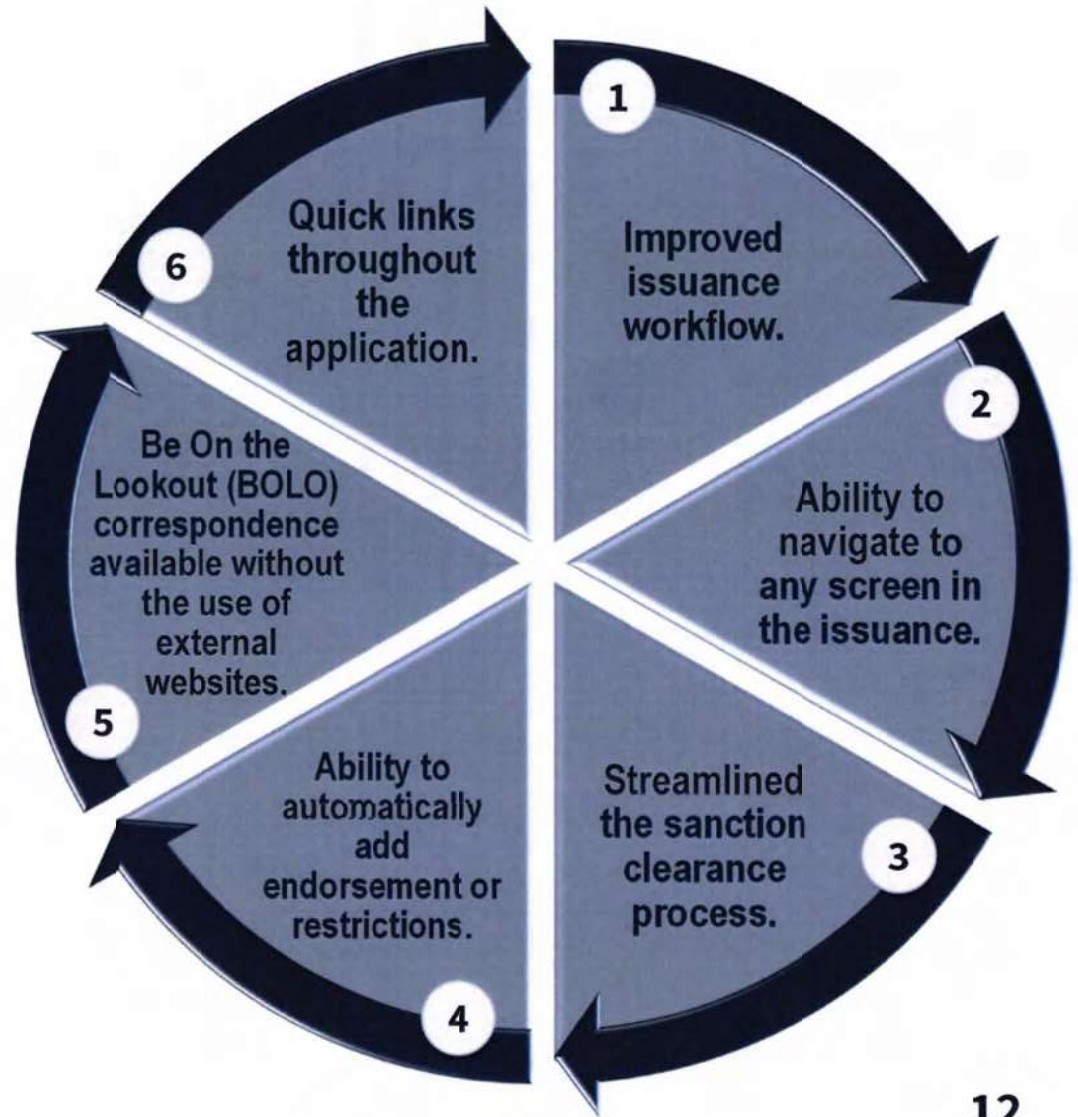 1
Improved
issuance
workflow.
2
Ability to
navigate to
any screen in
the issuance.
3
Streamlined
the sanction
clearance
process.
4
Ability to
automatically
add
endorsement or
restrictions.
5
Be On the
Lookout (BOLO)
correspondence
available without
the use of
external
websites.
6
Quick links
throughout
the
application.
12